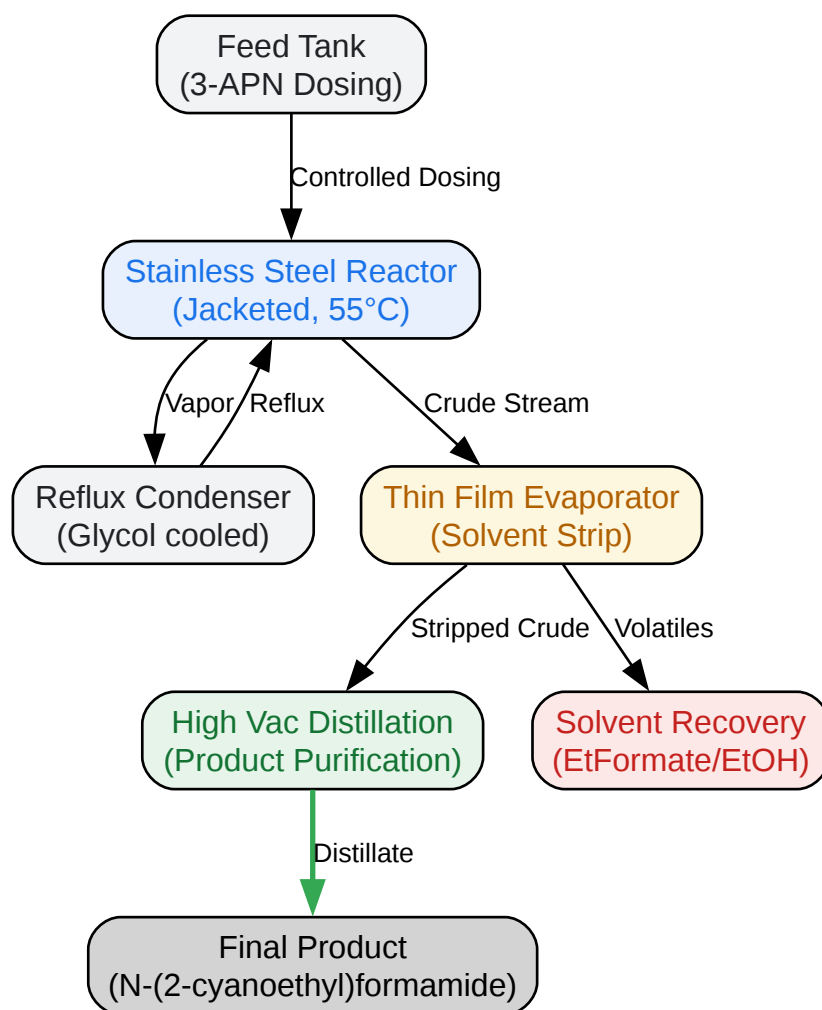 Feed Tank
(3-APN Dosing)
Controlled Dosing
Stainless Steel Reactor
(Jacketed, 55°C)
Vapor
Reflux
Crude Stream
Reflux Condenser
(Glycol cooled)
Thin Film Evaporator
(Solvent Strip)
Stripped Crude
Volatiles
High Vac Distillation
(Product Purification)
Solvent Recovery
(EtFormate/EtOH)
Distillate
Final Product
(N-(2-cyanoethyl)formamide)